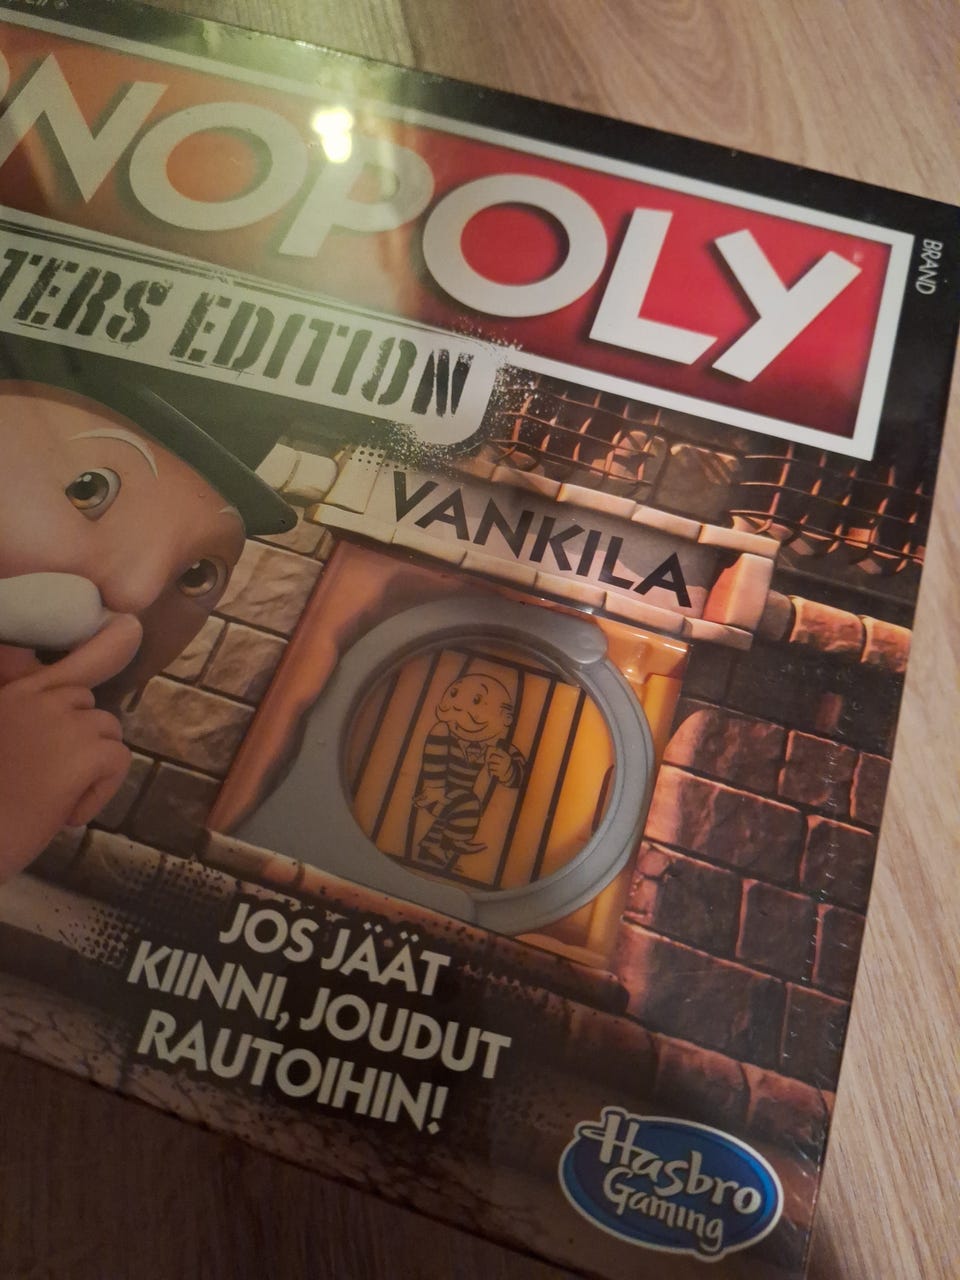 NOPOLY
BRAND
TERS EDITION
VANKILA
JOS JÄÄT
KIINNI, JOUDUT
RAUTOIHIN!
Hasbro
Gaming